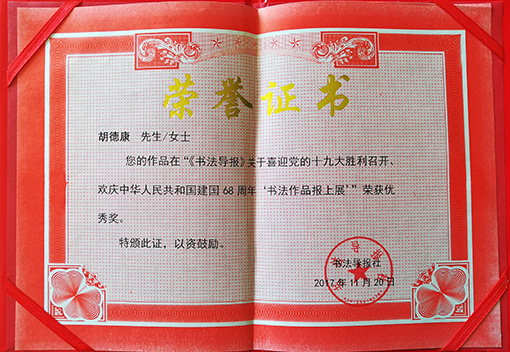 荣誉证书
胡德康 先生/女士
您的作品在“《书法导报》关于喜迎党的十九大胜利召开、
欢庆中华人民共和国建国68周年‘书法作品报上展’”荣获优
秀奖。
特颁此证，以资鼓励。
书法导报社
2017年11月20日